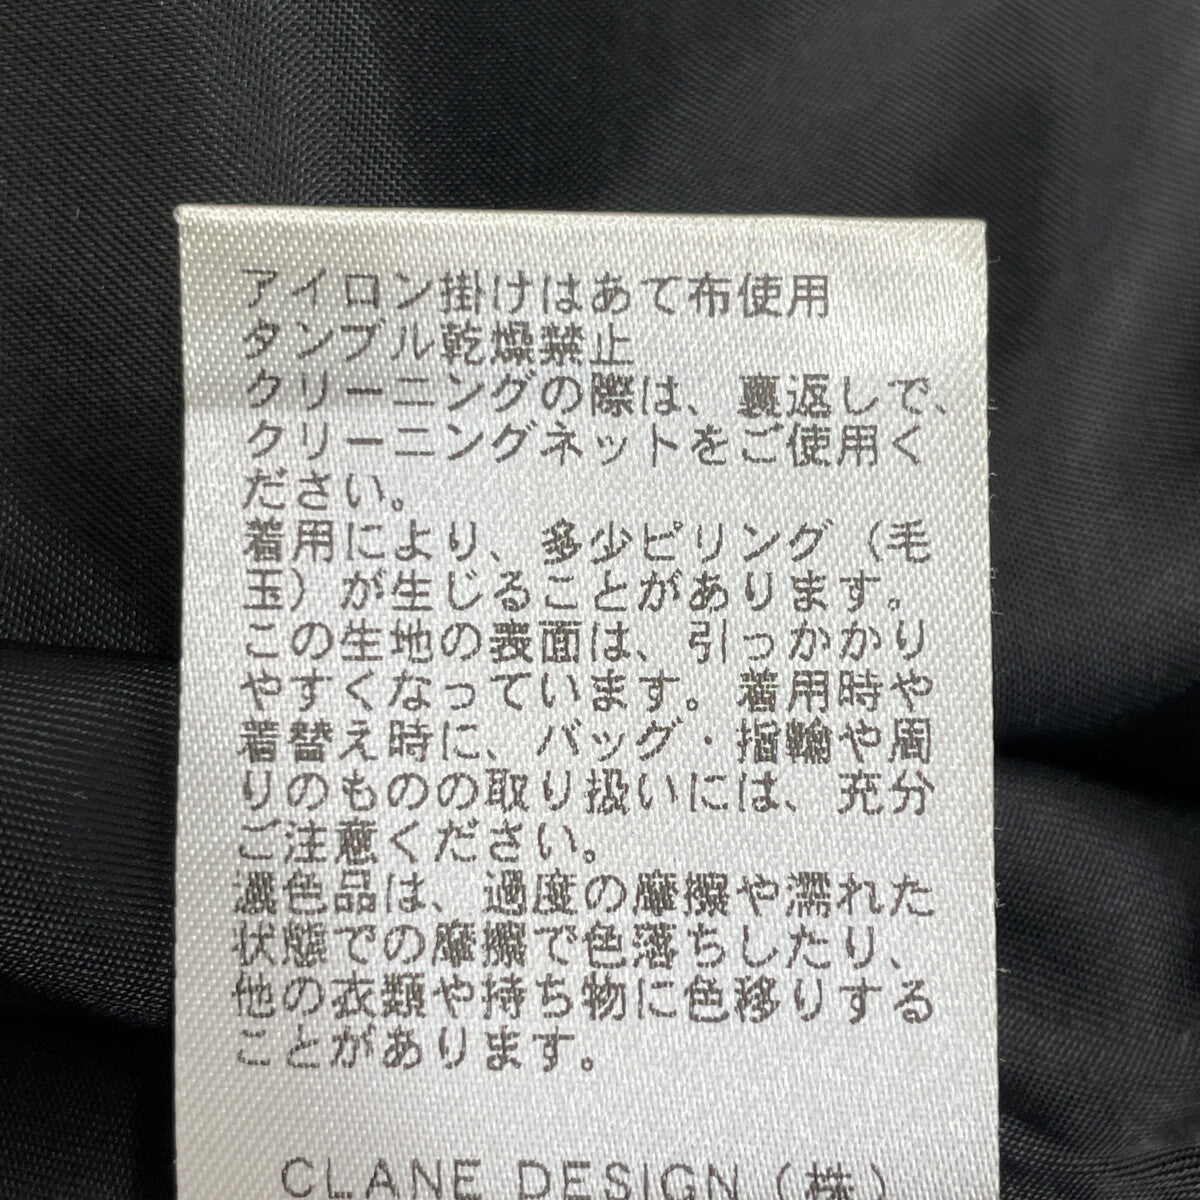 アイロン掛けはあて布使用
タンブル乾燥禁止
クリーニングの際は、裏返しで、
クリーニングネットをご使用く
ださい。
着用により、多少ピリング（毛
玉）が生じることがあります。
この生地の表面は、引っかかり
やすくなっています。着用時や
着替え時に、バッグ・指輪や周
りのものの取り扱いには、充分
ご注意ください。
濃色品は、過度の摩擦や濡れた
状態での摩擦で色落ちしたり、
他の衣類や持ち物に色移りする
ことがあります。
CLANE DESIGN（株）